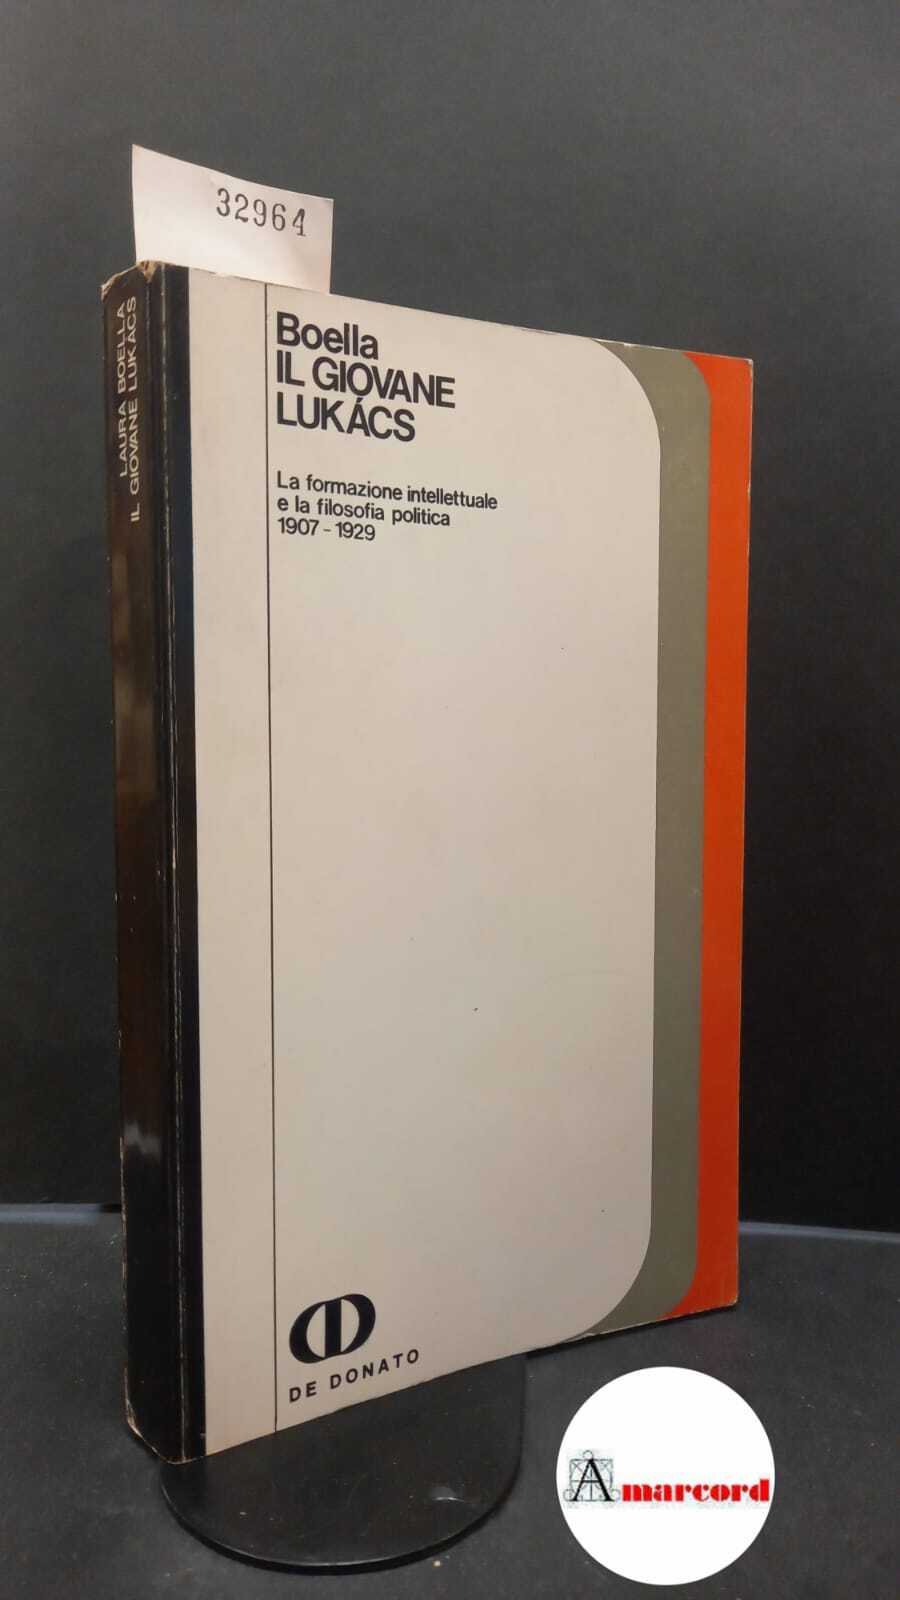 32964
LAURA BOELLA
IL GIOVANE LUKÁCS
Boella
IL GIOVANE
LUKÁCS
La formazione intellettuale
e la filosofia politica
1907-1929
DE DONATO
Amarcord